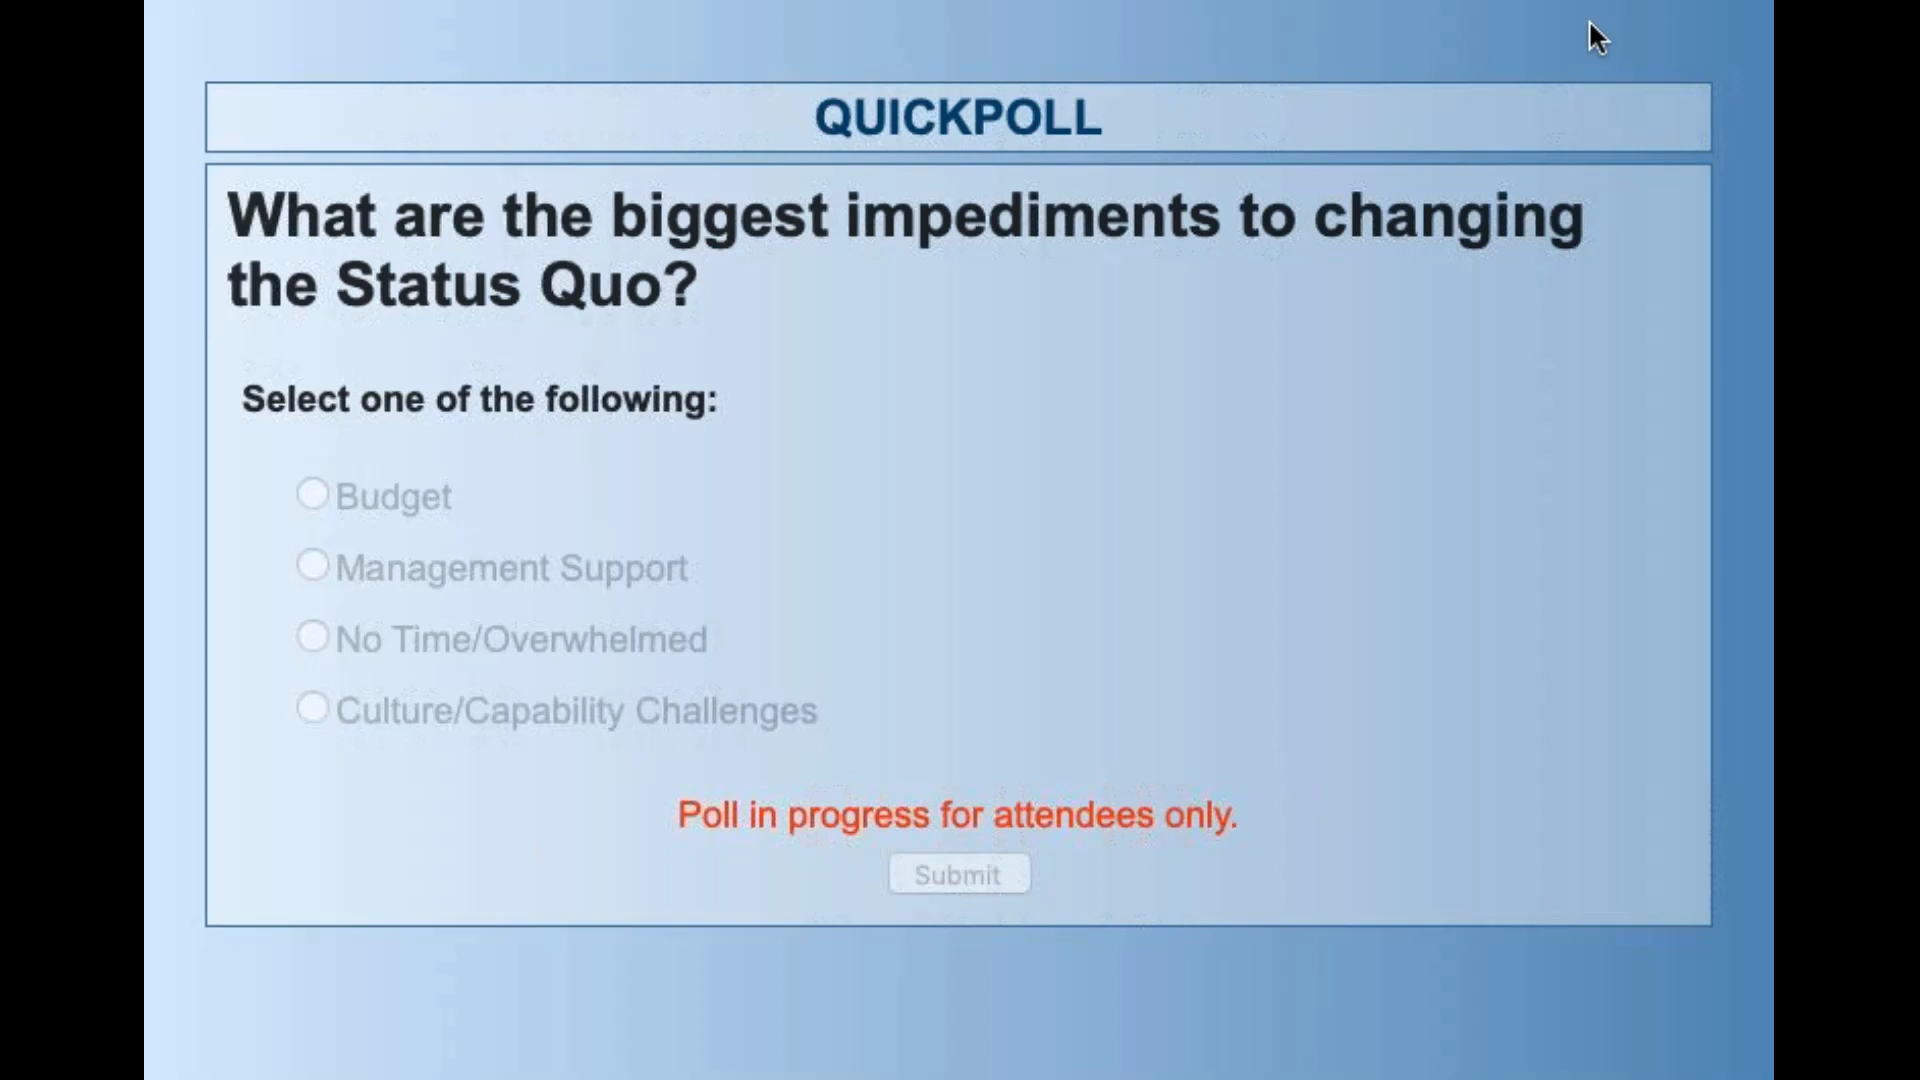 QUICKPOLL
What are the biggest impediments to changing
the Status Quo?
Select one of the following:
Budget
Management Support
No Time/Overwhelmed
Culture/Capability Challenges
Poll in progress for attendees only.
Submit